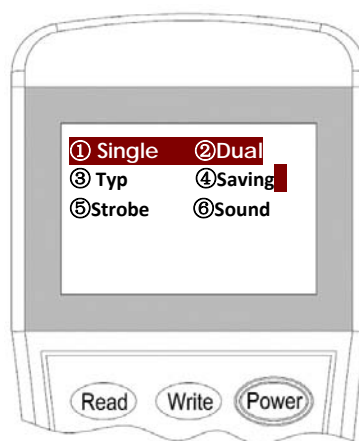 ① Single ②Dual
③ Typ ④Saving
⑤Strobe ⑥Sound
Read Write Power